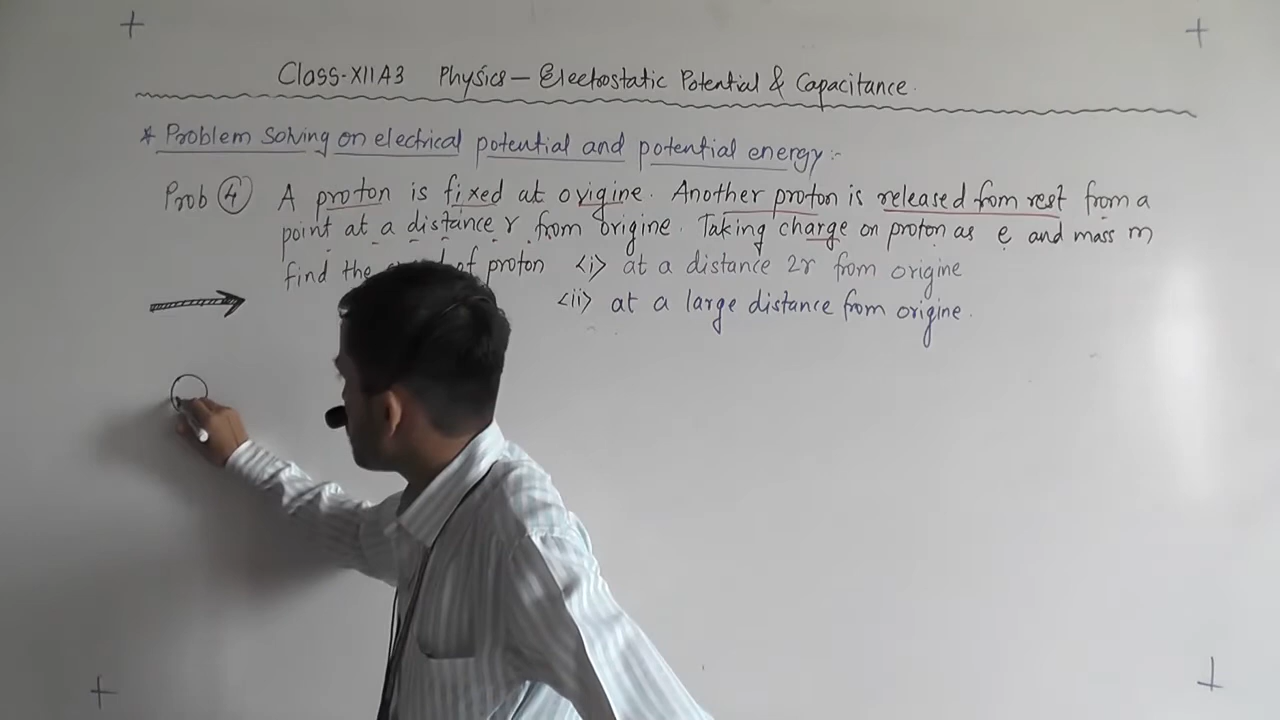 Class-XII A3 Physics — Electrostatic Potential & Capacitance.
* Problem solving on electrical potential and potential energy :-
Prob 4 A proton is fixed at origine. Another proton is released from rest from a
point at a distance r from origine. Taking charge on proton as e and mass m
find the of proton <i> at a distance 2r from origine
<ii> at a large distance from origine.